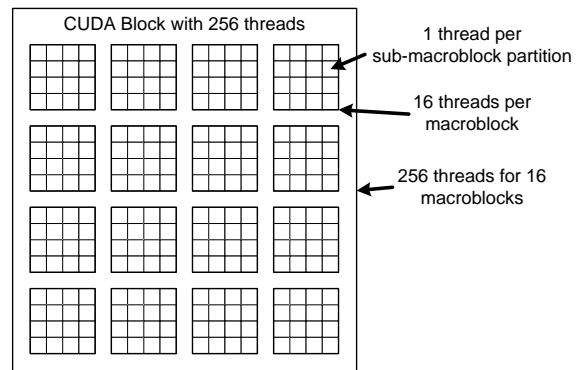 CUDA Block with 256 threads
1 thread per
sub-macroblock partition
16 threads per
macroblock
256 threads for 16
macroblocks